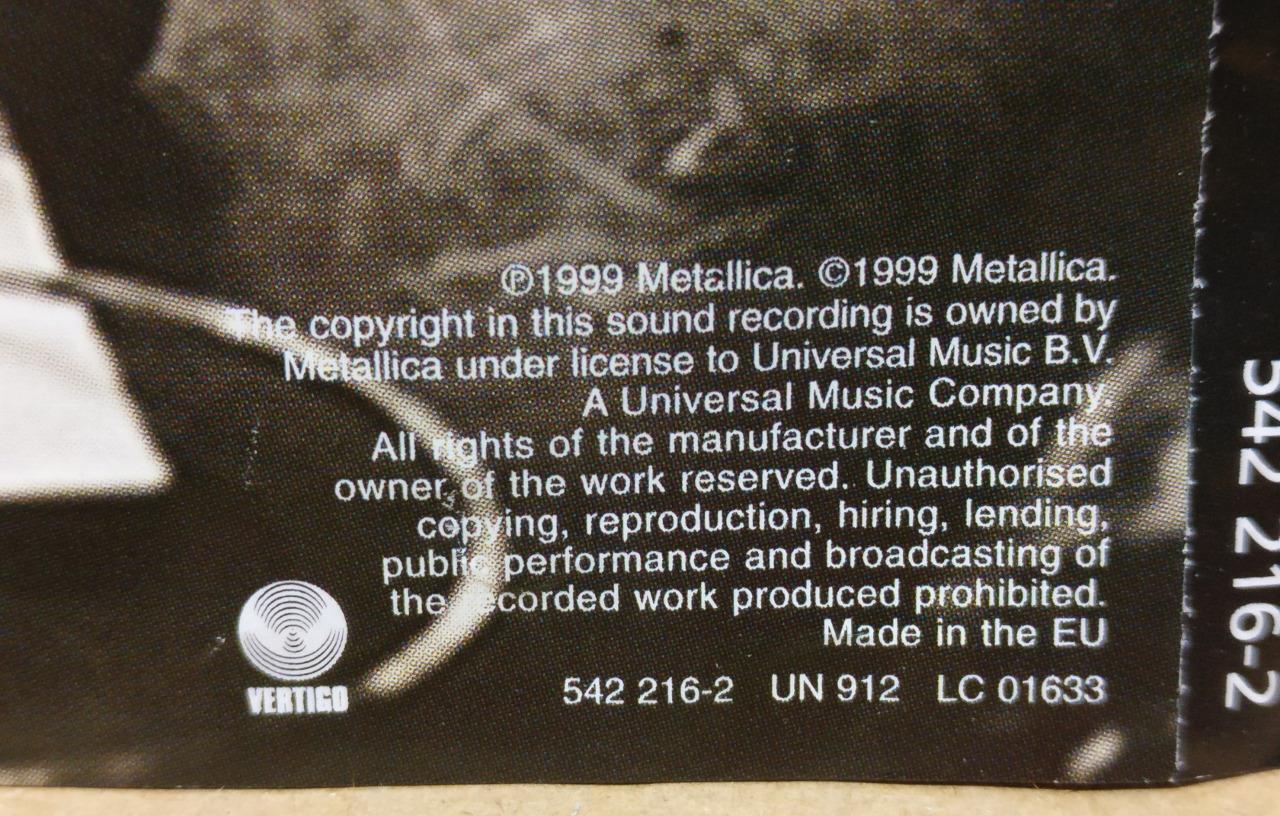 ℗1999 Metallica. ©1999 Metallica.
The copyright in this sound recording is owned by
Metallica under license to Universal Music B.V.
A Universal Music Company.
All rights of the manufacturer and of the
owner of the work reserved. Unauthorised
copying, reproduction, hiring, lending,
public performance and broadcasting of
the recorded work produced prohibited.
Made in the EU
VERTIGO
542 216-2 UN 912 LC 01633
542 216-2